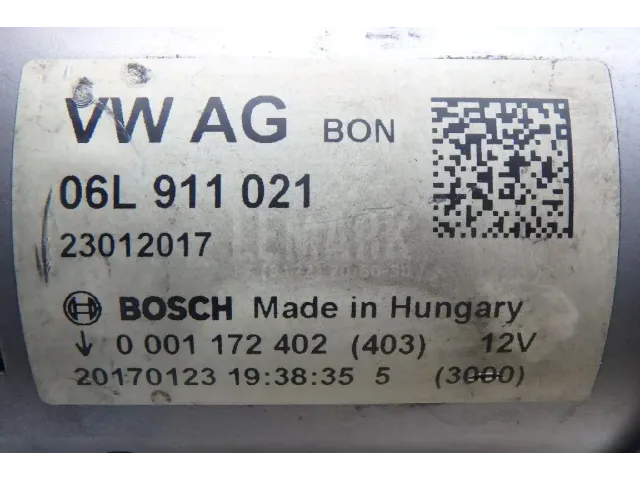 VW AG BON
06L 911 021
23012017
LEMARK
BOSCH Made in Hungary
↓ 0 001 172 402 (403) 12V
20170123 19:38:35 5 (3000)